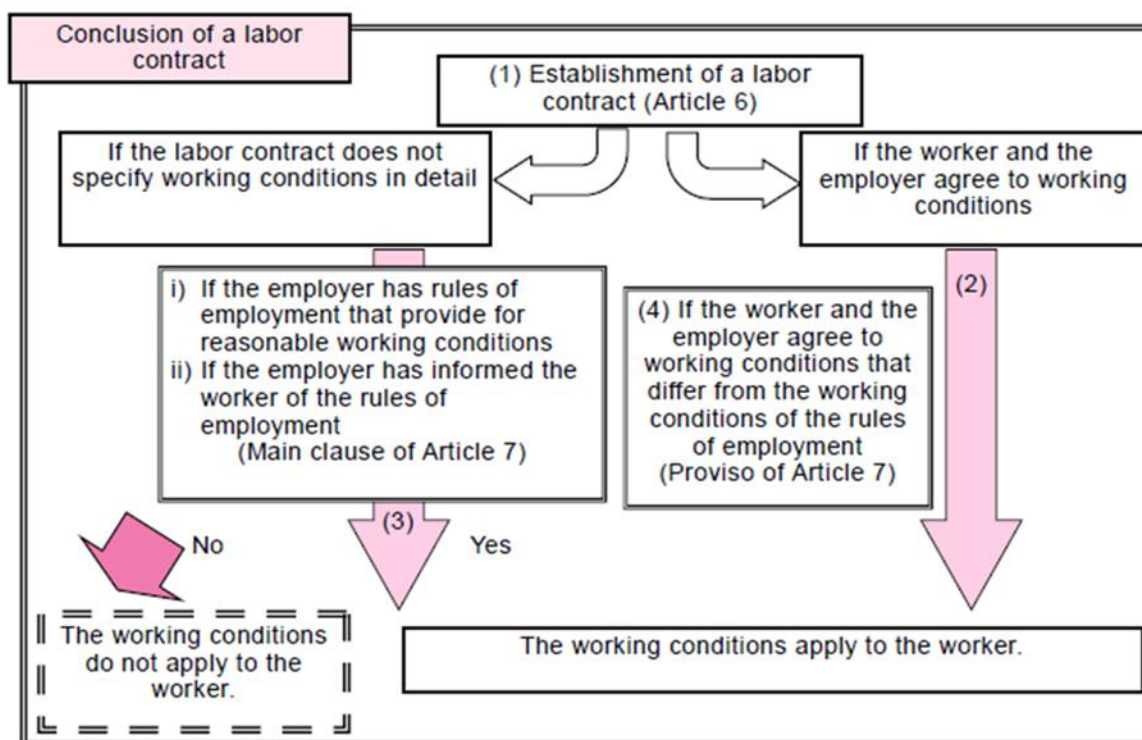 Conclusion of a labor
contract
(1) Establishment of a labor
contract (Article 6)
If the labor contract does not
specify working conditions in detail
If the worker and the
employer agree to working
conditions
i) If the employer has rules of
employment that provide for
reasonable working conditions
ii) If the employer has informed the
worker of the rules of
employment
(Main clause of Article 7)
(4) If the worker and the
employer agree to
working conditions that
differ from the working
conditions of the rules
of employment
(Proviso of Article 7)
(2)
No
(3)
Yes
The working conditions
do not apply to the
worker.
The working conditions apply to the worker.